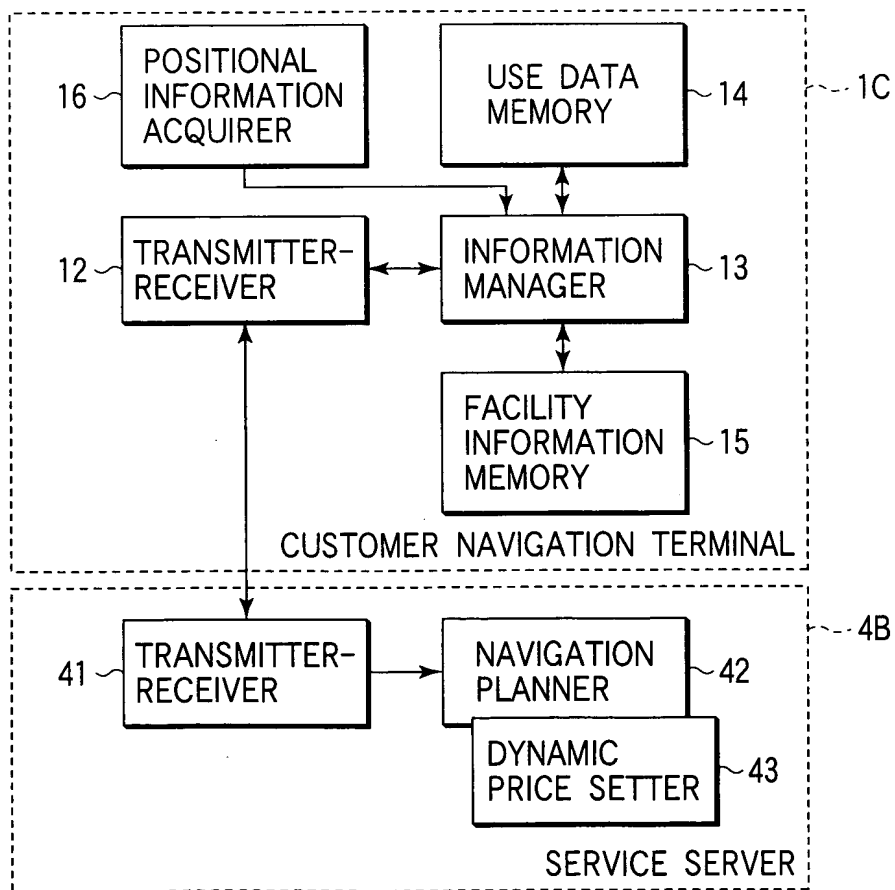 POSITIONAL
INFORMATION
ACQUIRER
16
USE DATA
MEMORY
14
1C
TRANSMITTER-
RECEIVER
12
INFORMATION
MANAGER
13
FACILITY
INFORMATION
MEMORY
15
CUSTOMER NAVIGATION TERMINAL
4B
TRANSMITTER-
RECEIVER
41
NAVIGATION
PLANNER
42
DYNAMIC
PRICE SETTER
43
SERVICE SERVER